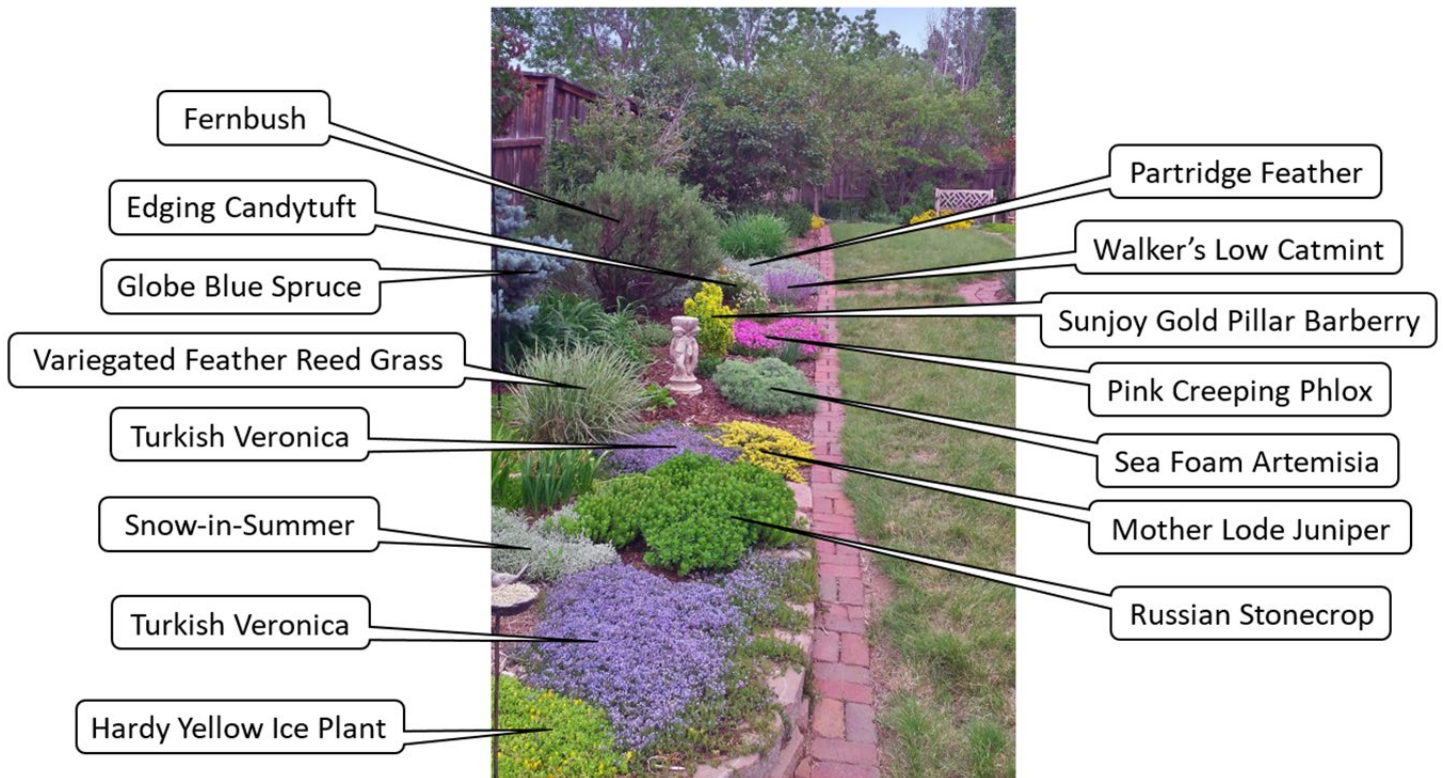 Fernbush
Edging Candytuft
Globe Blue Spruce
Variegated Feather Reed Grass
Turkish Veronica
Snow-in-Summer
Turkish Veronica
Hardy Yellow Ice Plant
Partridge Feather
Walker’s Low Catmint
Sunjoy Gold Pillar Barberry
Pink Creeping Phlox
Sea Foam Artemisia
Mother Lode Juniper
Russian Stonecrop